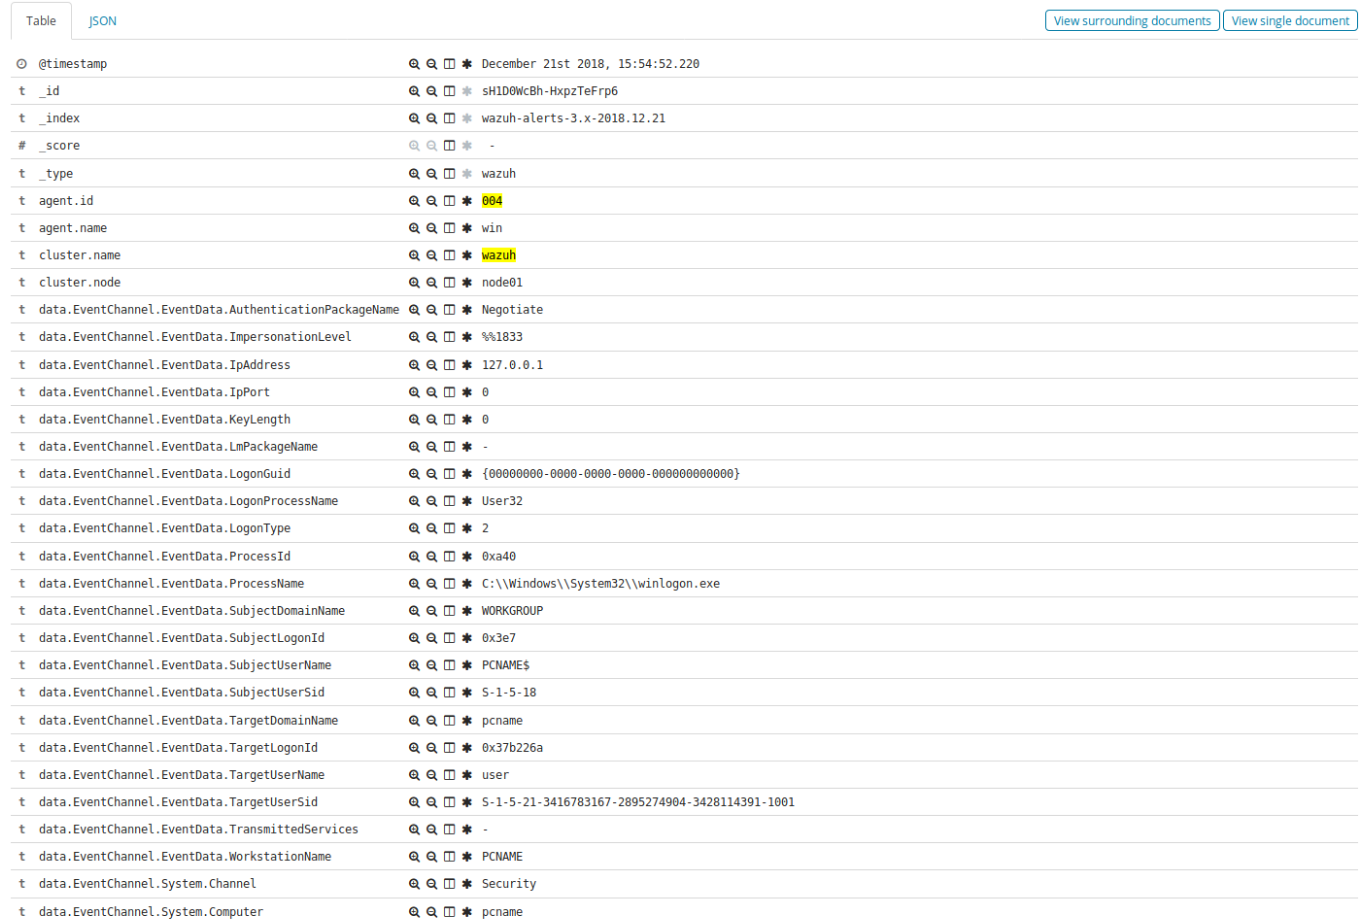 Table JSON View surrounding documents View single document
@timestamp December 21st 2018, 15:54:52.220
t _id sH1D0WcBh-HxpzTeFrp6
t _index wazuh-alerts-3.x-2018.12.21
# _score -
t _type wazuh
t agent.id 004
t agent.name win
t cluster.name wazuh
t cluster.node node01
t data.EventChannel.EventData.AuthenticationPackageName Negotiate
t data.EventChannel.EventData.ImpersonationLevel %%1833
t data.EventChannel.EventData.IpAddress 127.0.0.1
t data.EventChannel.EventData.IpPort 0
t data.EventChannel.EventData.KeyLength 0
t data.EventChannel.EventData.LmPackageName -
t data.EventChannel.EventData.LogonGuid {00000000-0000-0000-0000-000000000000}
t data.EventChannel.EventData.LogonProcessName User32
t data.EventChannel.EventData.LogonType 2
t data.EventChannel.EventData.ProcessId 0xa40
t data.EventChannel.EventData.ProcessName C:\\Windows\\System32\\winlogon.exe
t data.EventChannel.EventData.SubjectDomainName WORKGROUP
t data.EventChannel.EventData.SubjectLogonId 0x3e7
t data.EventChannel.EventData.SubjectUserName PCNAME$
t data.EventChannel.EventData.SubjectUserSid S-1-5-18
t data.EventChannel.EventData.TargetDomainName pcname
t data.EventChannel.EventData.TargetLogonId 0x37b226a
t data.EventChannel.EventData.TargetUserName user
t data.EventChannel.EventData.TargetUserSid S-1-5-21-3416783167-2895274904-3428114391-1001
t data.EventChannel.EventData.TransmittedServices -
t data.EventChannel.EventData.WorkstationName PCNAME
t data.EventChannel.System.Channel Security
t data.EventChannel.System.Computer pcname